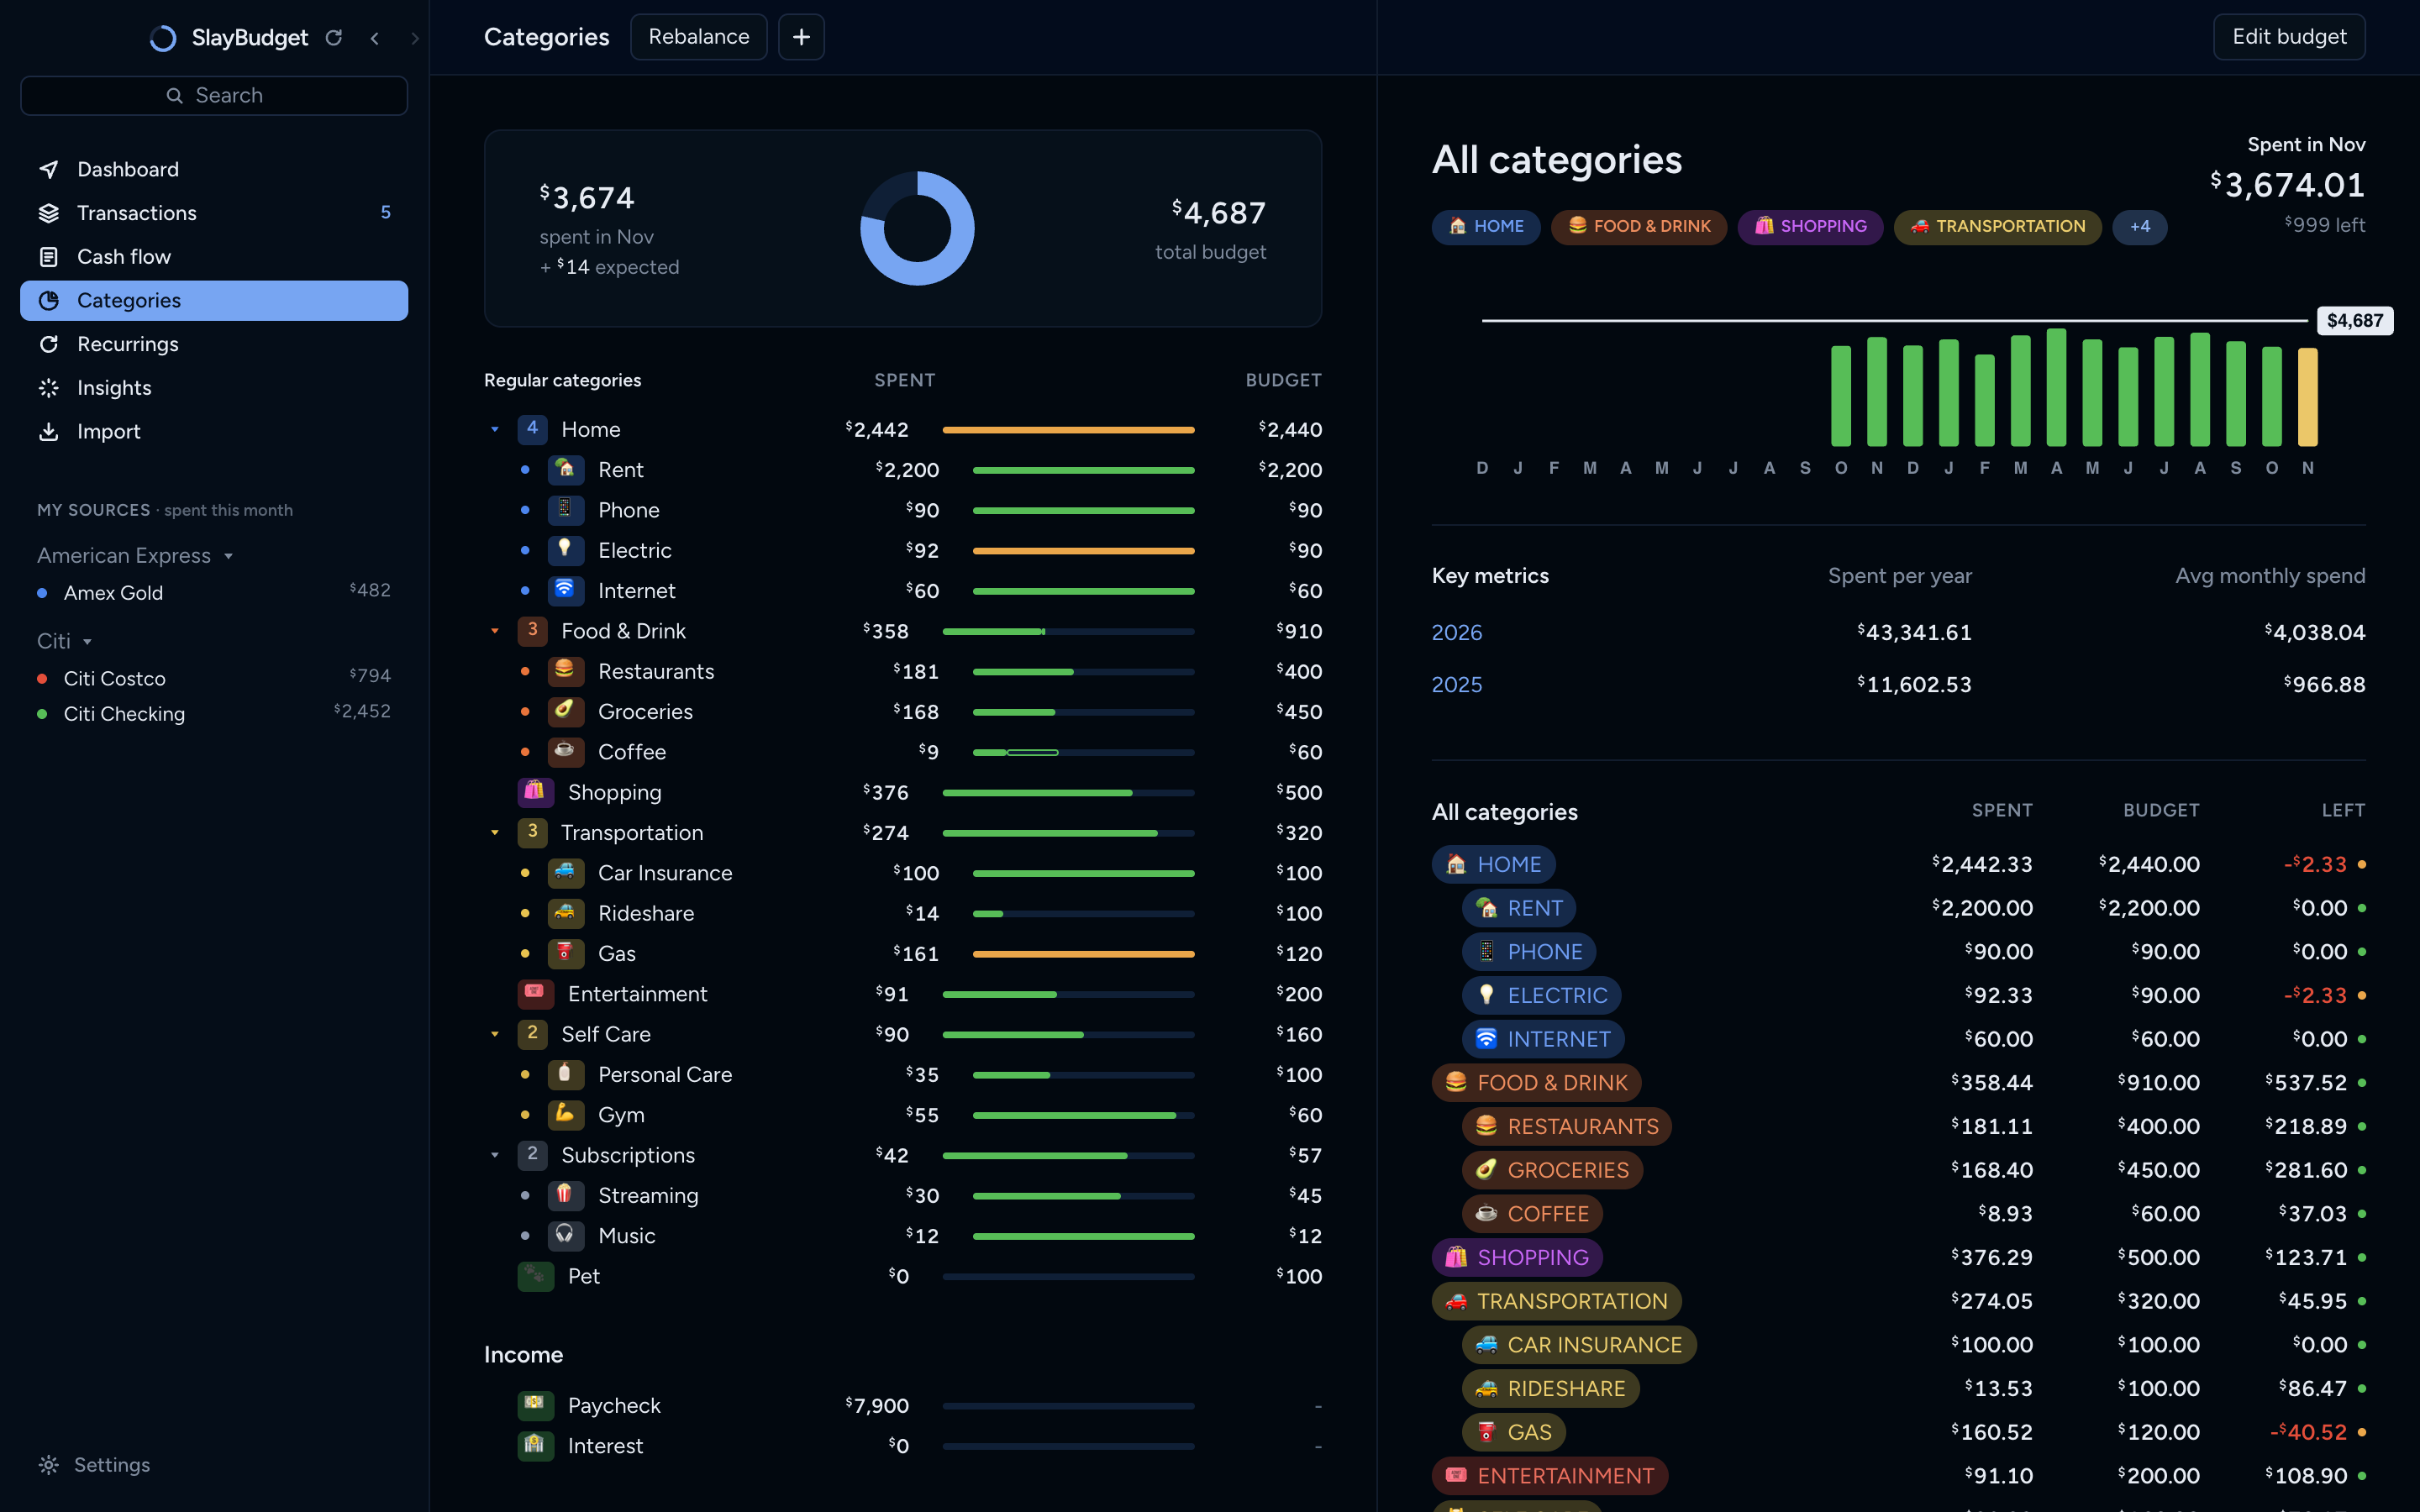 SlayBudget
Search
Dashboard
Transactions 5
Cash flow
Categories
Recurrings
Insights
Import
MY SOURCES · spent this month
American Express
Amex Gold $482
Citi
Citi Costco $794
Citi Checking $2,452
Settings
Categories Rebalance +
$3,674
spent in Nov
+ $14 expected
$4,687
total budget
Regular categories SPENT BUDGET
4 Home $2,442 $2,440
Rent $2,200 $2,200
Phone $90 $90
Electric $92 $90
Internet $60 $60
3 Food & Drink $358 $910
Restaurants $181 $400
Groceries $168 $450
Coffee $9 $60
Shopping $376 $500
3 Transportation $274 $320
Car Insurance $100 $100
Rideshare $14 $100
Gas $161 $120
Entertainment $91 $200
2 Self Care $90 $160
Personal Care $35 $100
Gym $55 $60
2 Subscriptions $42 $57
Streaming $30 $45
Music $12 $12
Pet $0 $100
Income
Paycheck $7,900 -
Interest $0 -
Edit budget
All categories
Spent in Nov
$3,674.01
$999 left
HOME FOOD & DRINK SHOPPING TRANSPORTATION +4
$4,687
D J F M A M J J A S O N D J F M A M J J A S O N
Key metrics Spent per year Avg monthly spend
2026 $43,341.61 $4,038.04
2025 $11,602.53 $966.88
All categories SPENT BUDGET LEFT
HOME $2,442.33 $2,440.00 -$2.33
RENT $2,200.00 $2,200.00 $0.00
PHONE $90.00 $90.00 $0.00
ELECTRIC $92.33 $90.00 -$2.33
INTERNET $60.00 $60.00 $0.00
FOOD & DRINK $358.44 $910.00 $537.52
RESTAURANTS $181.11 $400.00 $218.89
GROCERIES $168.40 $450.00 $281.60
COFFEE $8.93 $60.00 $37.03
SHOPPING $376.29 $500.00 $123.71
TRANSPORTATION $274.05 $320.00 $45.95
CAR INSURANCE $100.00 $100.00 $0.00
RIDESHARE $13.53 $100.00 $86.47
GAS $160.52 $120.00 -$40.52
ENTERTAINMENT $91.10 $200.00 $108.90